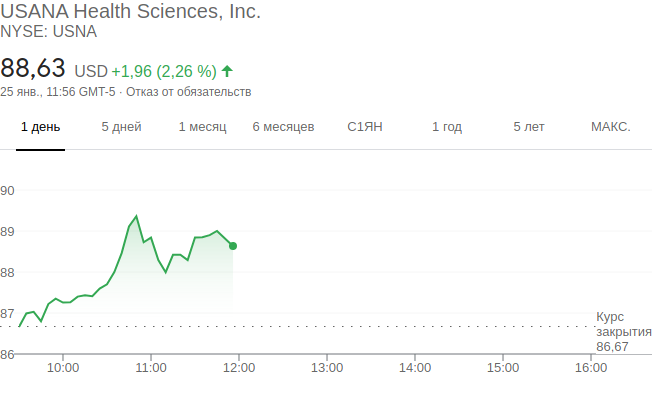 USANA Health Sciences, Inc.
NYSE: USNA
88,63 USD +1,96 (2,26 %)
25 янв., 11:56 GMT-5 · Отказ от обязательств
1 день 5 дней 1 месяц 6 месяцев С1ЯН 1 год 5 лет МАКС.
90
89
88
87
Курс
закрытия
86,67
86
10:00 11:00 12:00 13:00 14:00 15:00 16:00